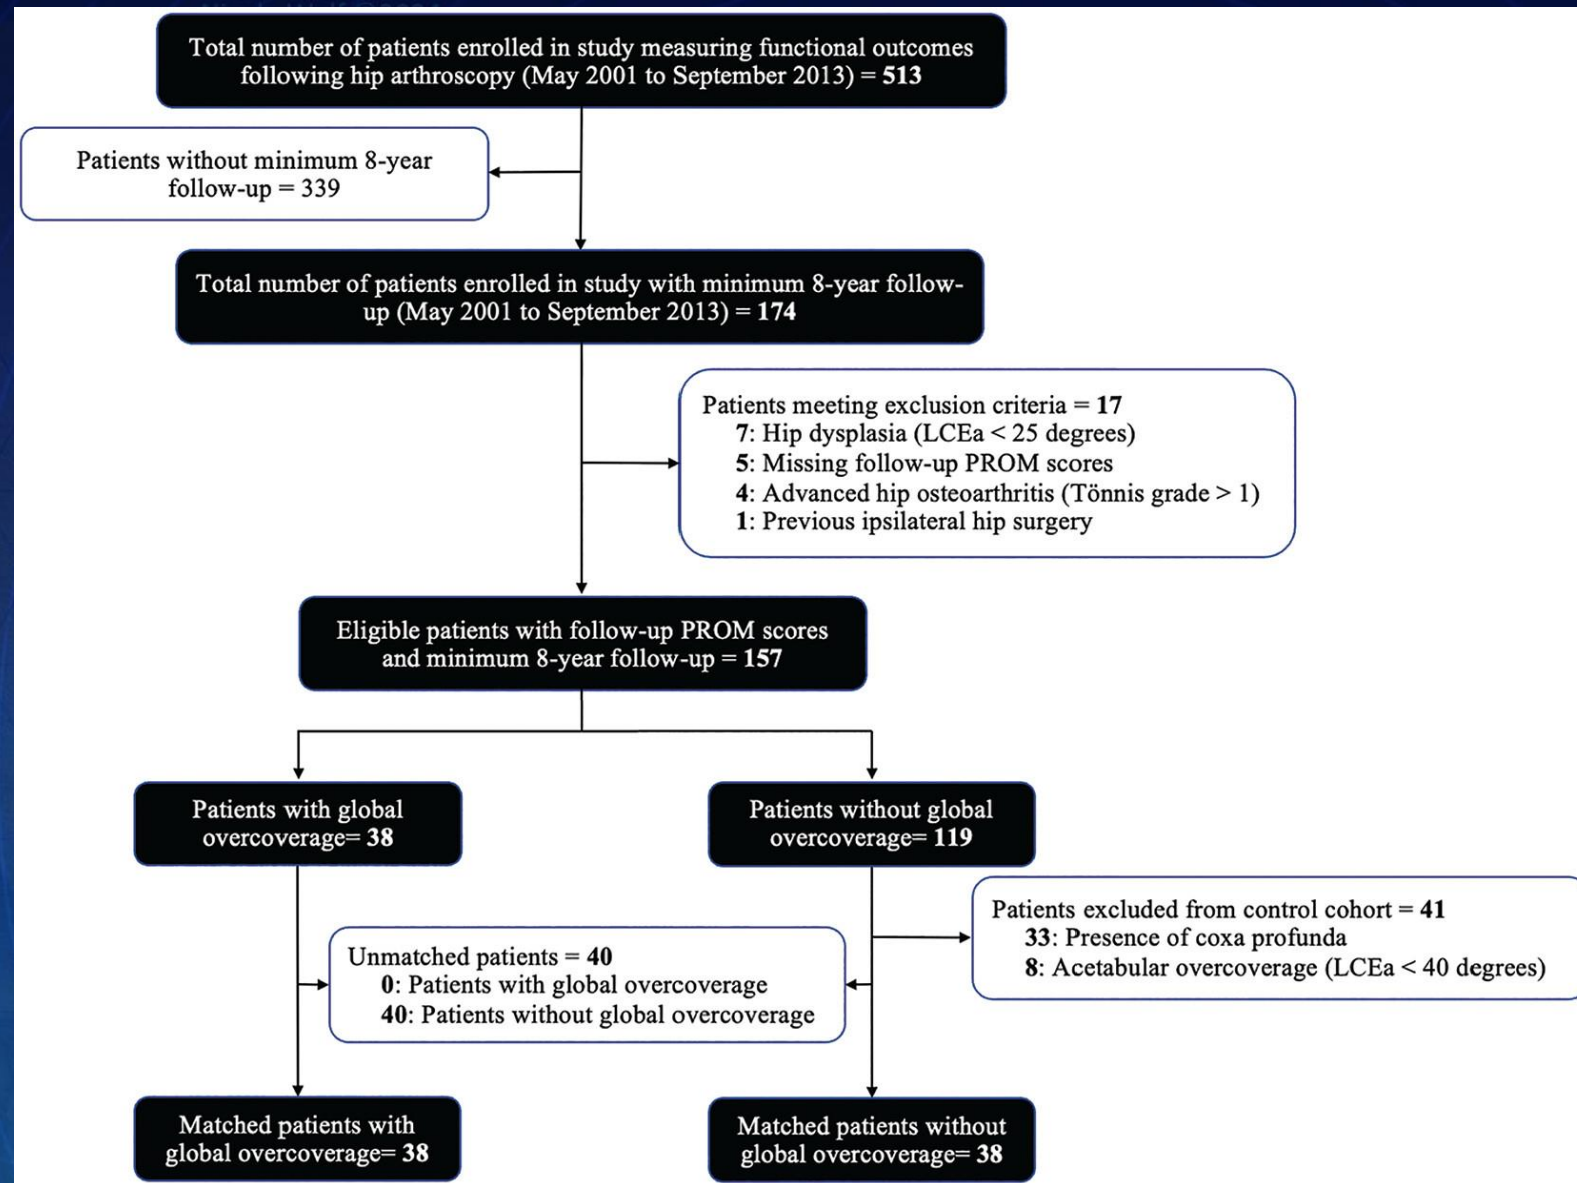 Total number of patients enrolled in study measuring functional outcomes
following hip arthroscopy (May 2001 to September 2013) = 513
Patients without minimum 8-year
follow-up = 339
Total number of patients enrolled in study with minimum 8-year follow-
up (May 2001 to September 2013) = 174
Patients meeting exclusion criteria = 17
7: Hip dysplasia (LCEa < 25 degrees)
5: Missing follow-up PROM scores
4: Advanced hip osteoarthritis (Tönnis grade > 1)
1: Previous ipsilateral hip surgery
Eligible patients with follow-up PROM scores
and minimum 8-year follow-up = 157
Patients with global
overcoverage= 38
Patients without global
overcoverage= 119
Patients excluded from control cohort = 41
33: Presence of coxa profunda
8: Acetabular overcoverage (LCEa < 40 degrees)
Unmatched patients = 40
0: Patients with global overcoverage
40: Patients without global overcoverage
Matched patients with
global overcoverage= 38
Matched patients without
global overcoverage= 38